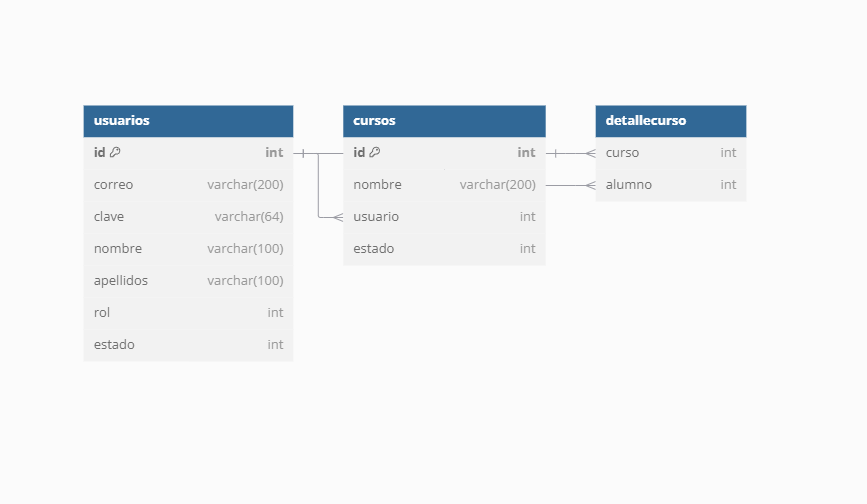 usuarios
id int
correo varchar(200)
clave varchar(64)
nombre varchar(100)
apellidos varchar(100)
rol int
estado int
cursos
id int
nombre varchar(200)
usuario int
estado int
detallecurso
curso int
alumno int